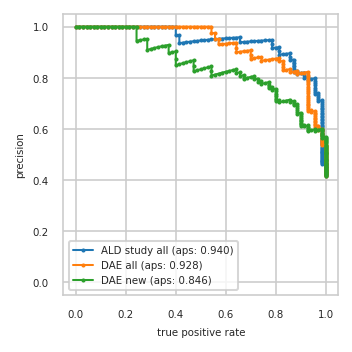 1.0
0.8
0.6
0.4
0.2
0.0
precision
ALD study all (aps: 0.940)
DAE all (aps: 0.928)
DAE new (aps: 0.846)
0.0 0.2 0.4 0.6 0.8 1.0
true positive rate